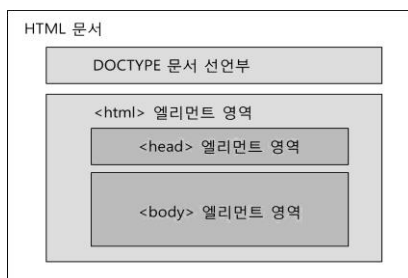 HTML 문서
DOCTYPE 문서 선언부
<html> 엘리먼트 영역
<head> 엘리먼트 영역
<body> 엘리먼트 영역